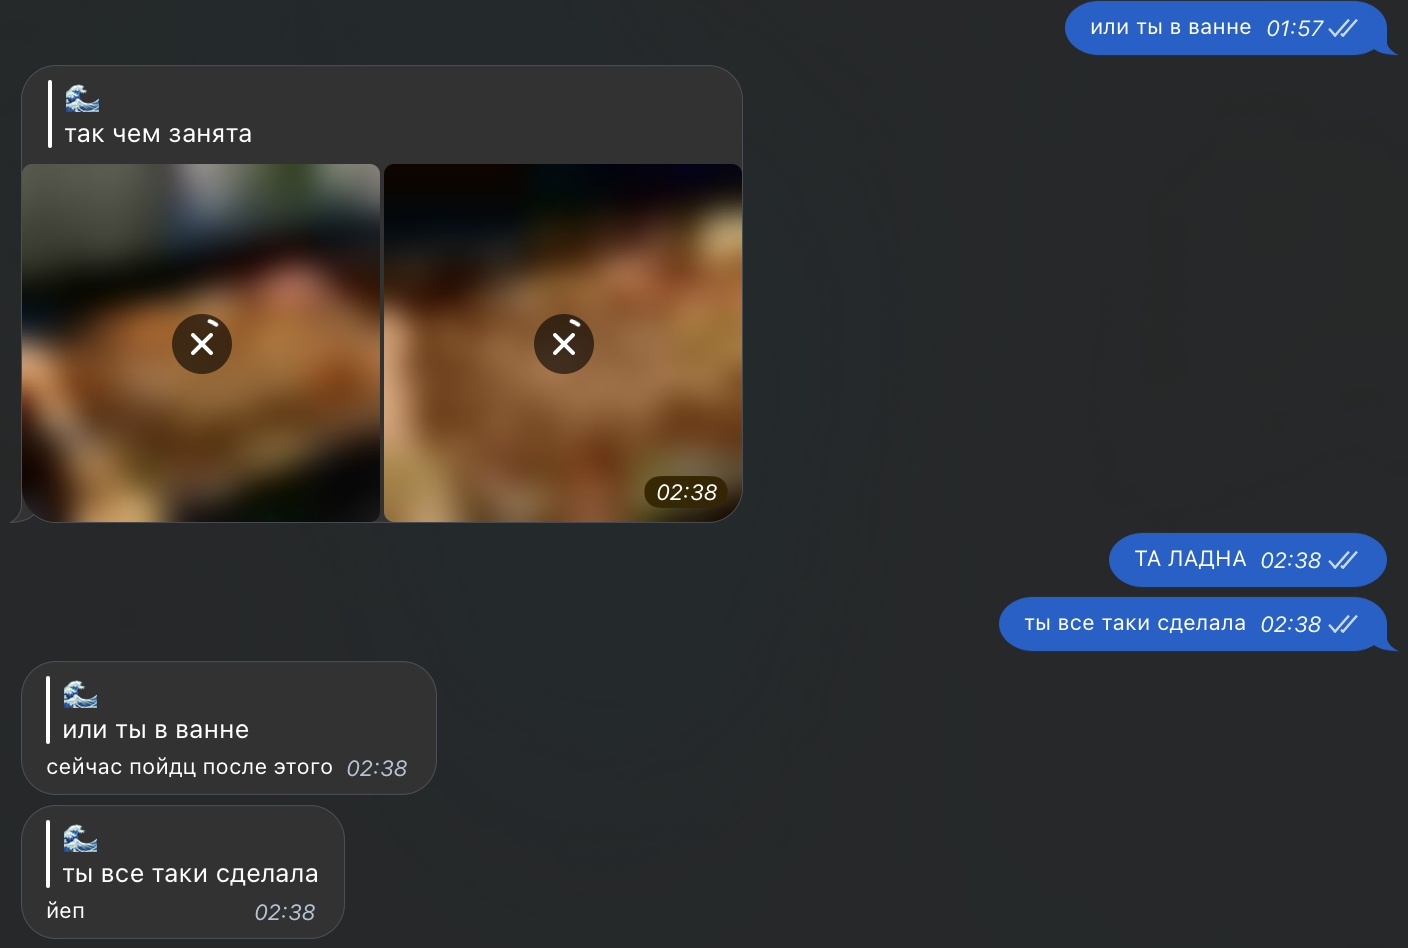 или ты в ванне 01:57
🌊
так чем занята
02:38
ТА ЛАДНА 02:38
ты все таки сделала 02:38
🌊
или ты в ванне
сейчас пойдц после этого 02:38
🌊
ты все таки сделала
йеп 02:38